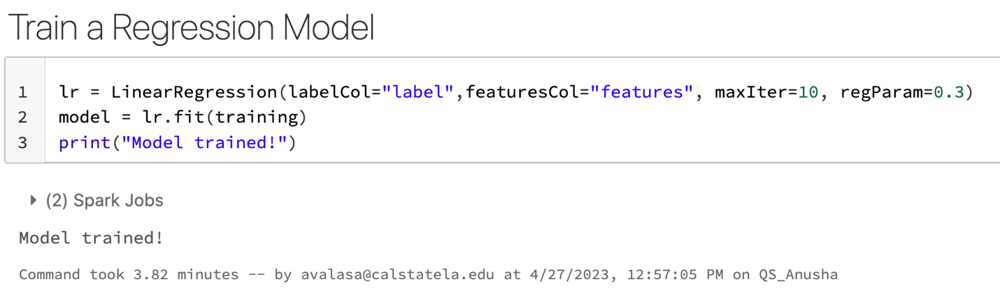 Train a Regression Model
1 lr = LinearRegression(labelCol="label",featuresCol="features", maxIter=10, regParam=0.3)
2 model = lr.fit(training)
3 print("Model trained!")
(2) Spark Jobs
Model trained!
Command took 3.82 minutes -- by avalasa@calstatela.edu at 4/27/2023, 12:57:05 PM on QS_Anusha